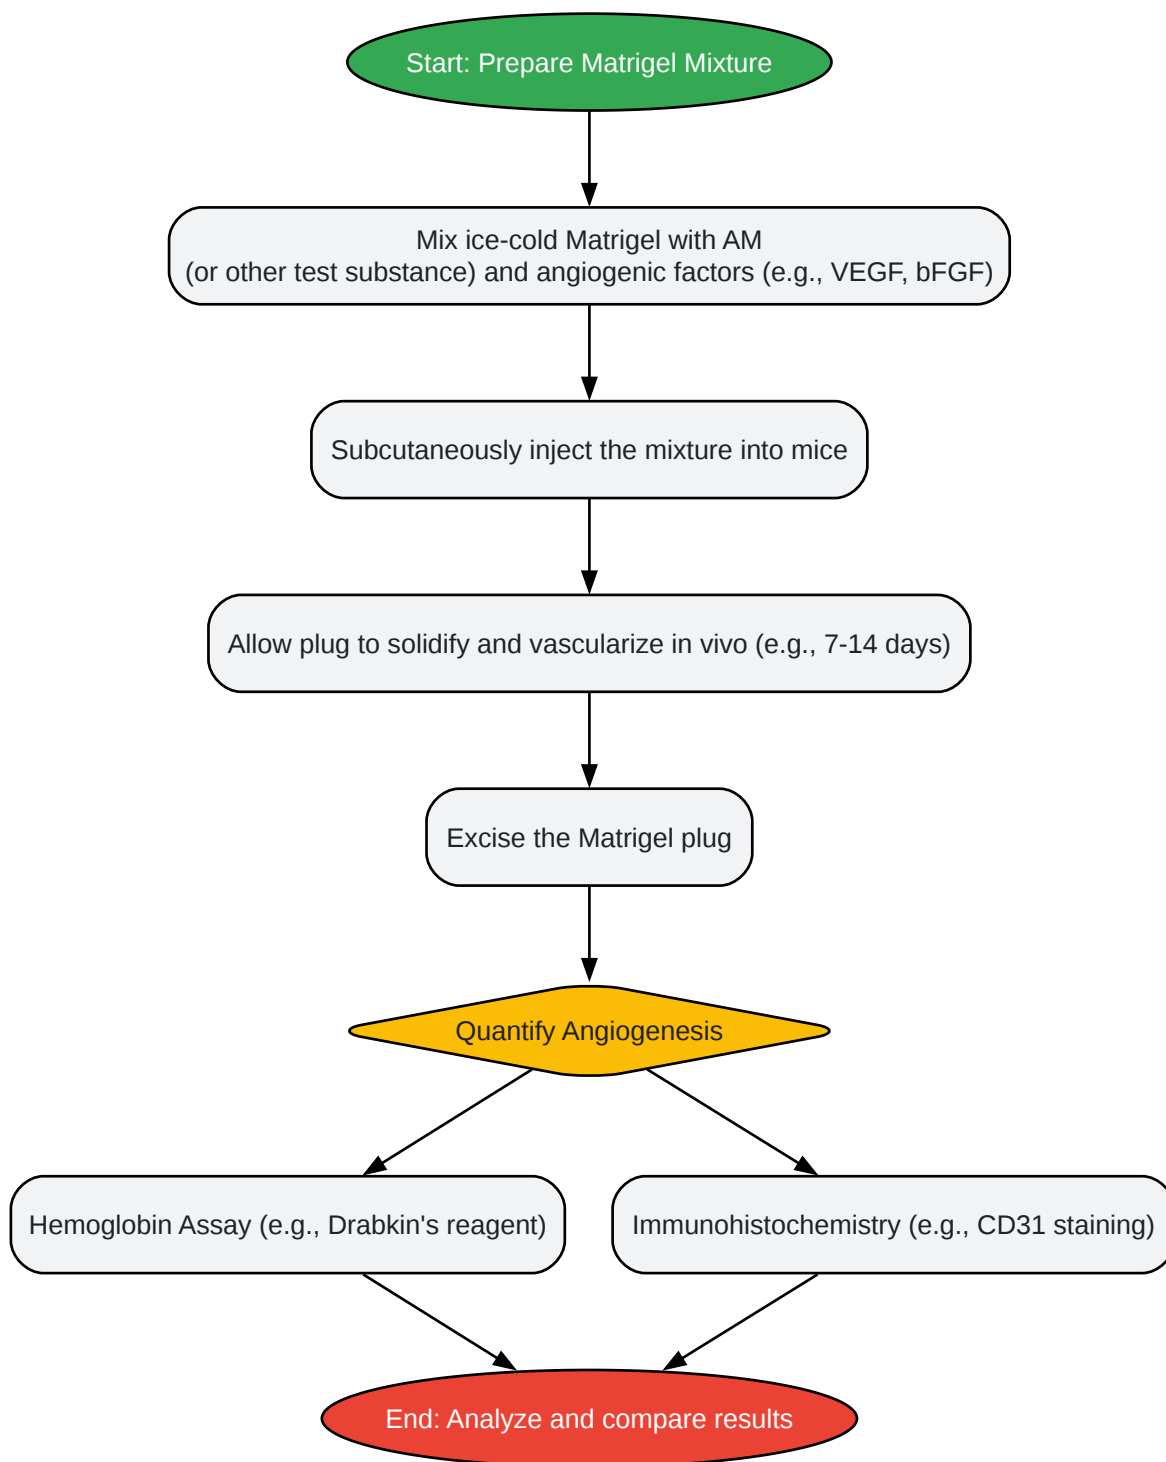 Start: Prepare Matrigel Mixture
Mix ice-cold Matrigel with AM
(or other test substance) and angiogenic factors (e.g., VEGF, bFGF)
Subcutaneously inject the mixture into mice
Allow plug to solidify and vascularize in vivo (e.g., 7-14 days)
Excise the Matrigel plug
Quantify Angiogenesis
Hemoglobin Assay (e.g., Drabkin's reagent)
Immunohistochemistry (e.g., CD31 staining)
End: Analyze and compare results